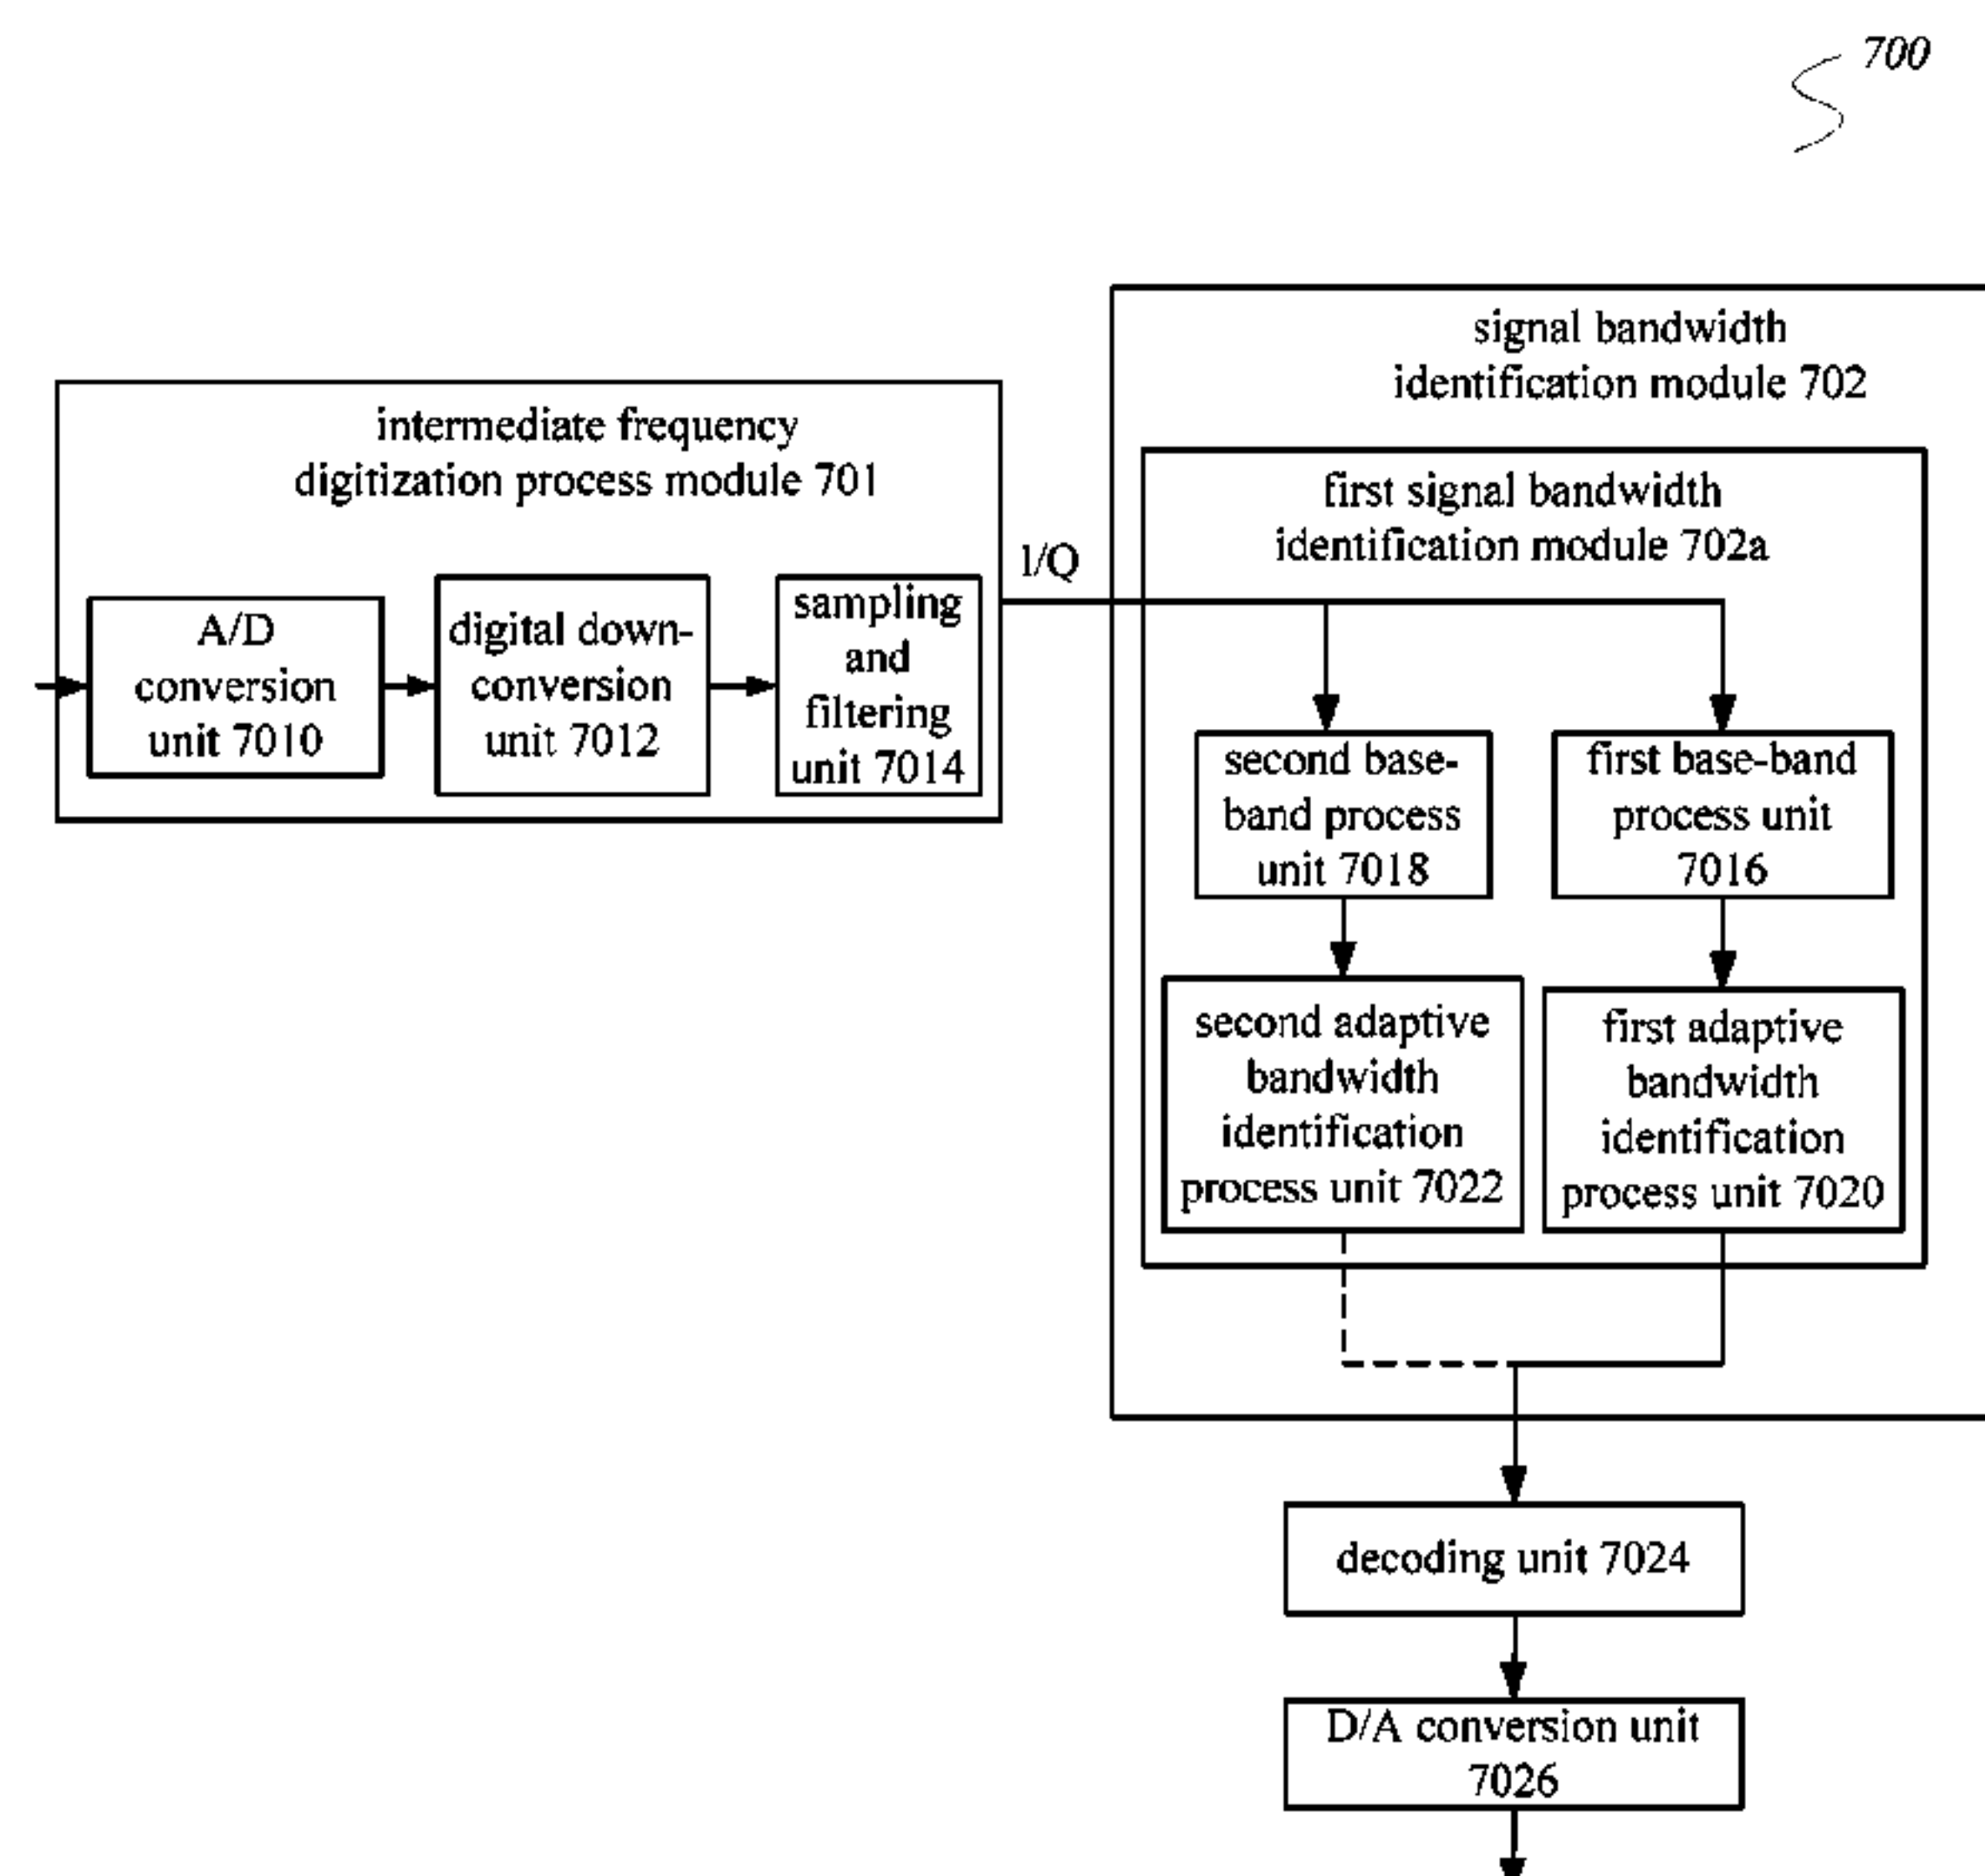 700
signal bandwidth
identification module 702
intermediate frequency
digitization process module 701
first signal bandwidth
identification module 702a
I/Q
A/D
conversion
unit 7010
digital down-
conversion
unit 7012
sampling
and
filtering
unit 7014
second base-
band process
unit 7018
first base-band
process unit
7016
second adaptive
bandwidth
identification
process unit 7022
first adaptive
bandwidth
identification
process unit 7020
decoding unit 7024
D/A conversion unit
7026